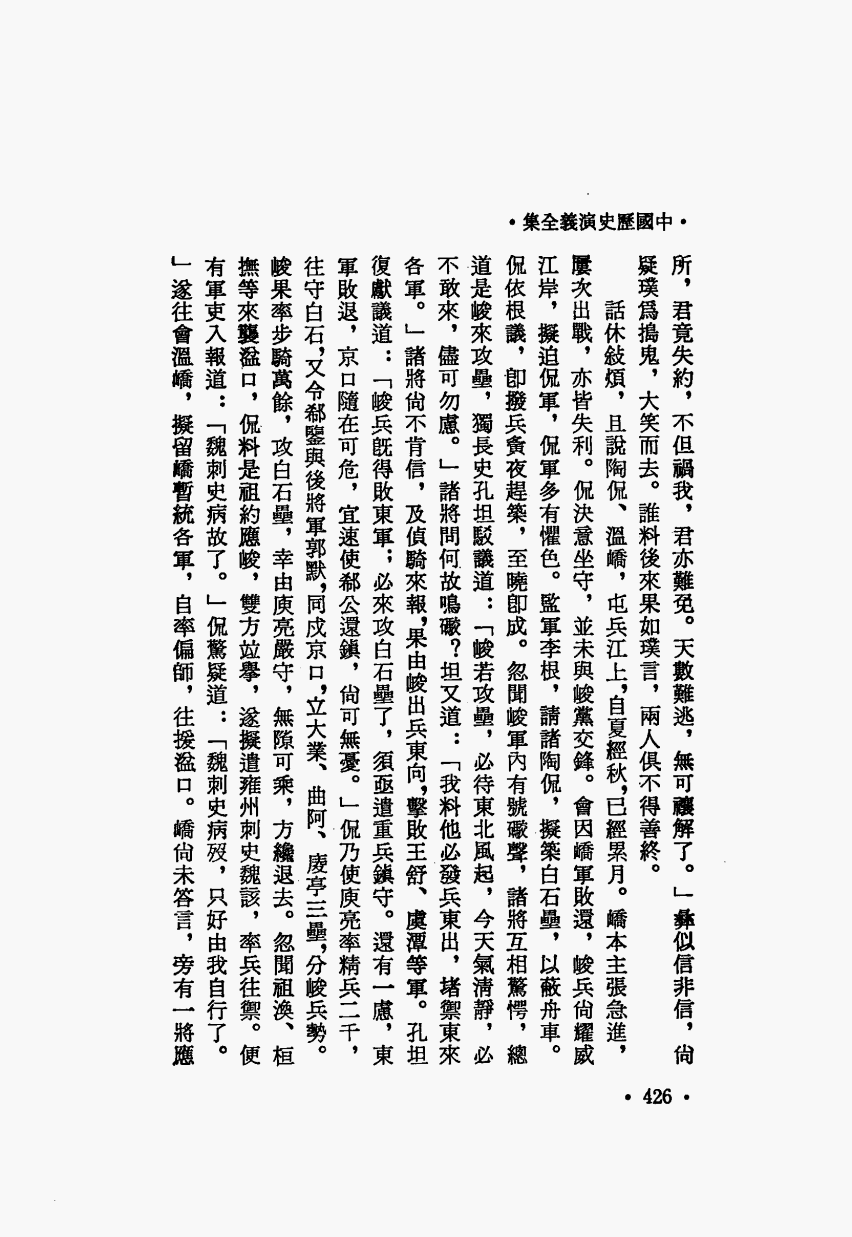 •中國歷史演義全集•
所，君竟失約，不但禍我，君亦難免。天數難逃，無可禳解了。」彝似信非信，尙
疑璞爲搗鬼，大笑而去。誰料後來果如璞言，兩人俱不得善終。
話休敍煩，且說陶侃、溫嶠，屯兵江上，自夏經秋，已經累月。嶠本主張急進，
屢次出戰，亦皆失利。侃決意坐守，並未與峻黨交鋒。會因嶠軍敗還，峻兵尙耀威
江岸，擬迫侃軍，侃軍多有懼色。監軍李根，請諸陶侃，擬築白石壘，以蔽舟車。
侃依根議，卽撥兵夤夜趕築，至曉卽成。忽聞峻軍內有號礮聲，諸將互相驚愕，總
道是峻來攻壘，獨長史孔坦駁議道：「峻若攻壘，必待東北風起，今天氣清靜，必
不敢來，儘可勿慮。」諸將問何故鳴礮？坦又道：「我料他必發兵東出，堵禦東來
各軍。」諸將尙不肯信，及偵騎來報，果由峻出兵東向，擊敗王舒、虞潭等軍。孔坦
復獻議道：「峻兵旣得敗東軍；必來攻白石壘了，須亟遣重兵鎭守。還有一慮，東
軍敗退，京口隨在可危，宜速使郗公還鎭，尙可無憂。」侃乃使庾亮率精兵二千，
往守白石，又令郗鑒與後將軍郭默，同戍京口，立大業、曲阿、庱亭三壘，分峻兵勢。
峻果率步騎萬餘，攻白石壘，幸由庾亮嚴守，無隙可乘，方纔退去。忽聞祖渙、桓
撫等來襲湓口，侃料是祖約應峻，雙方竝擧，遂擬遣雍州刺史魏該，率兵往禦。便
有軍吏入報道：「魏刺史病故了。」侃驚疑道：「魏刺史病歿，只好由我自行了。
」遂往會溫嶠，擬留嶠暫統各軍，自率偏師，往援湓口。嶠尙未答言，旁有一將應
•426•